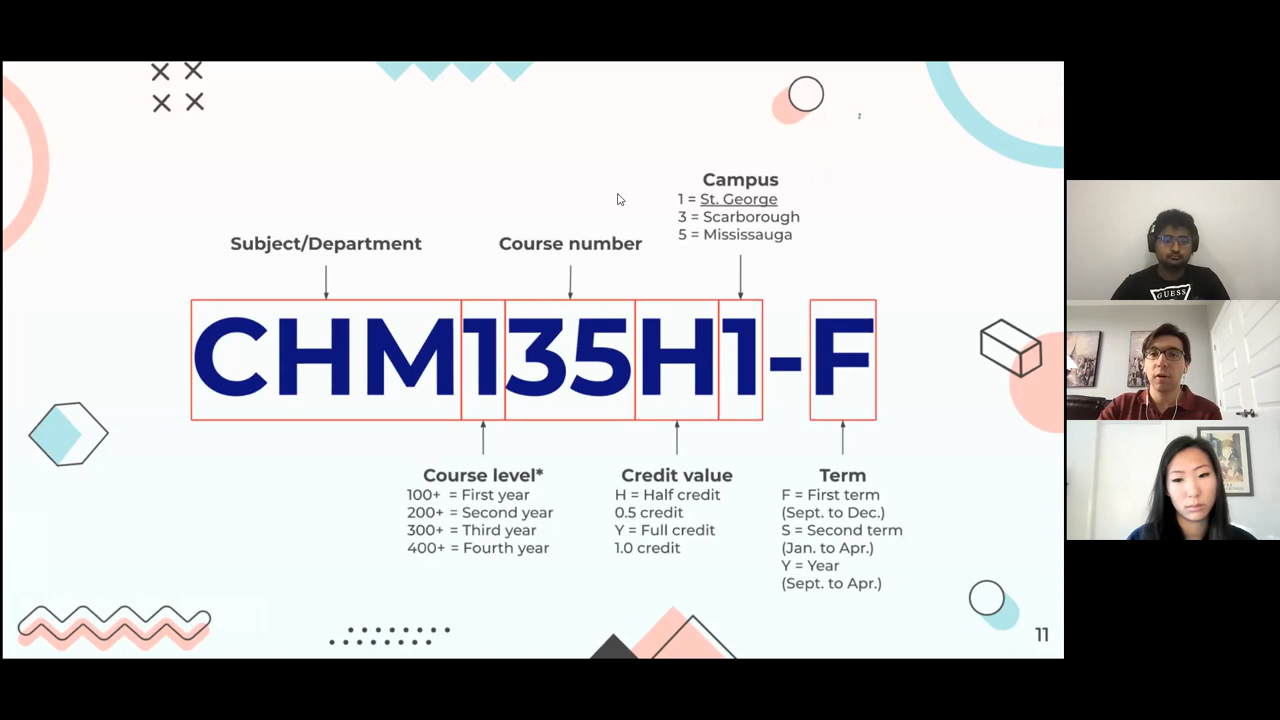 Campus
1 = St. George
3 = Scarborough
5 = Mississauga
Subject/Department
Course number
CHM135H1-F
Course level*
100+ = First year
200+ = Second year
300+ = Third year
400+ = Fourth year
Credit value
H = Half credit
0.5 credit
Y = Full credit
1.0 credit
Term
F = First term
(Sept. to Dec.)
S = Second term
(Jan. to Apr.)
Y = Year
(Sept. to Apr.)
11
GUESS